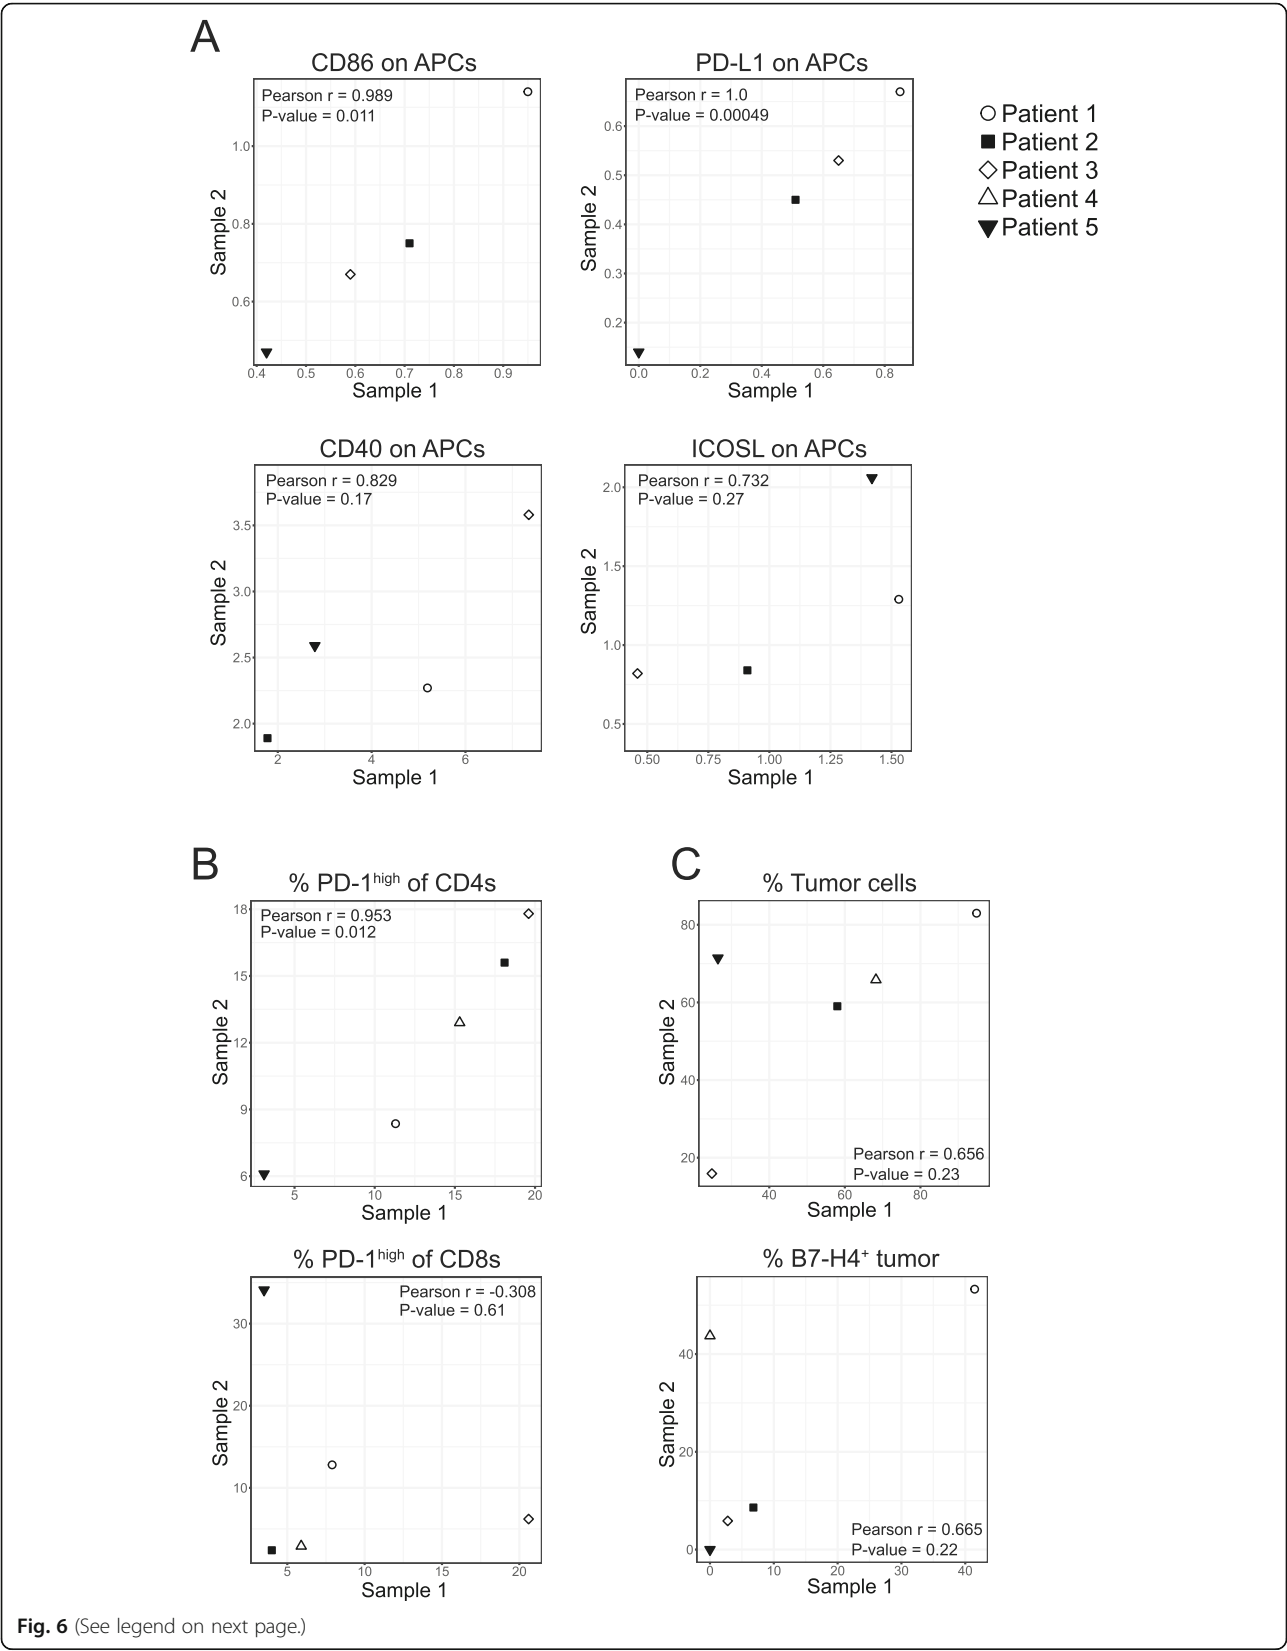 A
CD86 on APCs
Pearson r = 0.989
P-value = 0.011
1.0
0.8
0.6
Sample 2
0.4 0.5 0.6 0.7 0.8 0.9
Sample 1
PD-L1 on APCs
Pearson r = 1.0
P-value = 0.00049
0.6
0.5
0.4
0.3
0.2
Sample 2
0.0 0.2 0.4 0.6 0.8
Sample 1
Patient 1
Patient 2
Patient 3
Patient 4
Patient 5
CD40 on APCs
Pearson r = 0.829
P-value = 0.17
3.5
3.0
2.5
2.0
Sample 2
2 4 6
Sample 1
ICOSL on APCs
Pearson r = 0.732
P-value = 0.27
2.0
1.5
1.0
0.5
Sample 2
0.50 0.75 1.00 1.25 1.50
Sample 1
B
% PD-1high of CD4s
Pearson r = 0.953
P-value = 0.012
18
15
12
9
6
Sample 2
5 10 15 20
Sample 1
% PD-1high of CD8s
Pearson r = -0.308
P-value = 0.61
30
20
10
Sample 2
5 10 15 20
Sample 1
C
% Tumor cells
80
60
40
20
Sample 2
Pearson r = 0.656
P-value = 0.23
40 60 80
Sample 1
% B7-H4+ tumor
40
20
0
Sample 2
Pearson r = 0.665
P-value = 0.22
0 10 20 30 40
Sample 1
Fig. 6 (See legend on next page.)